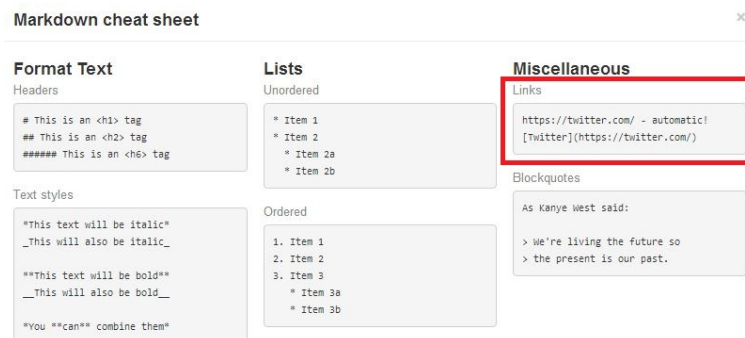 Markdown cheat sheet
×
Format Text
Headers
# This is an <h1> tag
## This is an <h2> tag
###### This is an <h6> tag
Text styles
*This text will be italic*
_This will also be italic_
**This text will be bold**
__This will also be bold__
*You **can** combine them*
Lists
Unordered
* Item 1
* Item 2
  * Item 2a
  * Item 2b
Ordered
1. Item 1
2. Item 2
3. Item 3
   * Item 3a
   * Item 3b
Miscellaneous
Links
https://twitter.com/ - automatic!
[Twitter](https://twitter.com/)
Blockquotes
As Kanye West said:
> We're living the future so
> the present is our past.